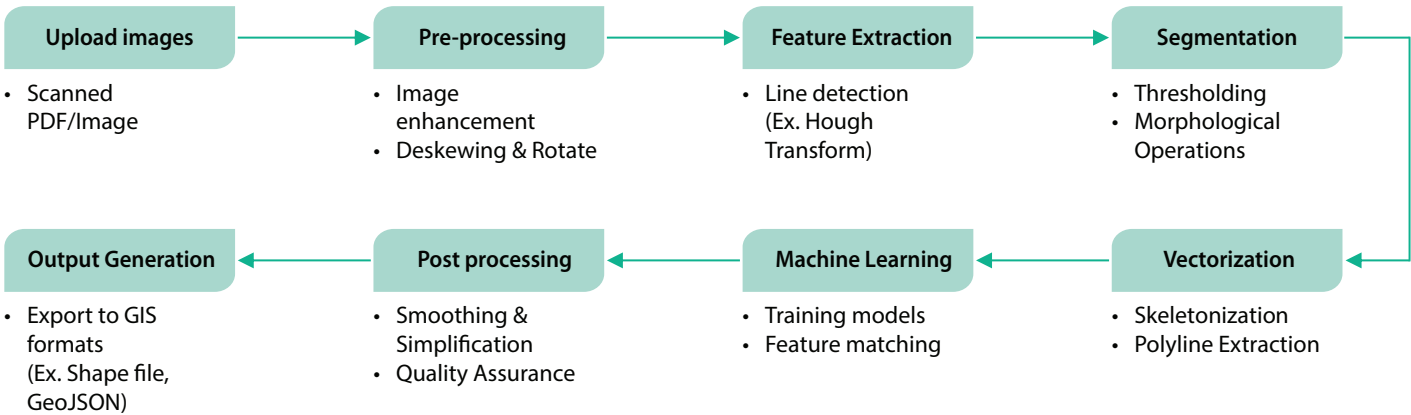 Upload images
• Scanned
PDF/Image
Pre-processing
• Image
enhancement
• Deskewing & Rotate
Feature Extraction
• Line detection
(Ex. Hough
Transform)
Segmentation
• Thresholding
• Morphological
Operations
Vectorization
• Skeletonization
• Polyline Extraction
Machine Learning
• Training models
• Feature matching
Post processing
• Smoothing &
Simplification
• Quality Assurance
Output Generation
• Export to GIS
formats
(Ex. Shape file,
GeoJSON)